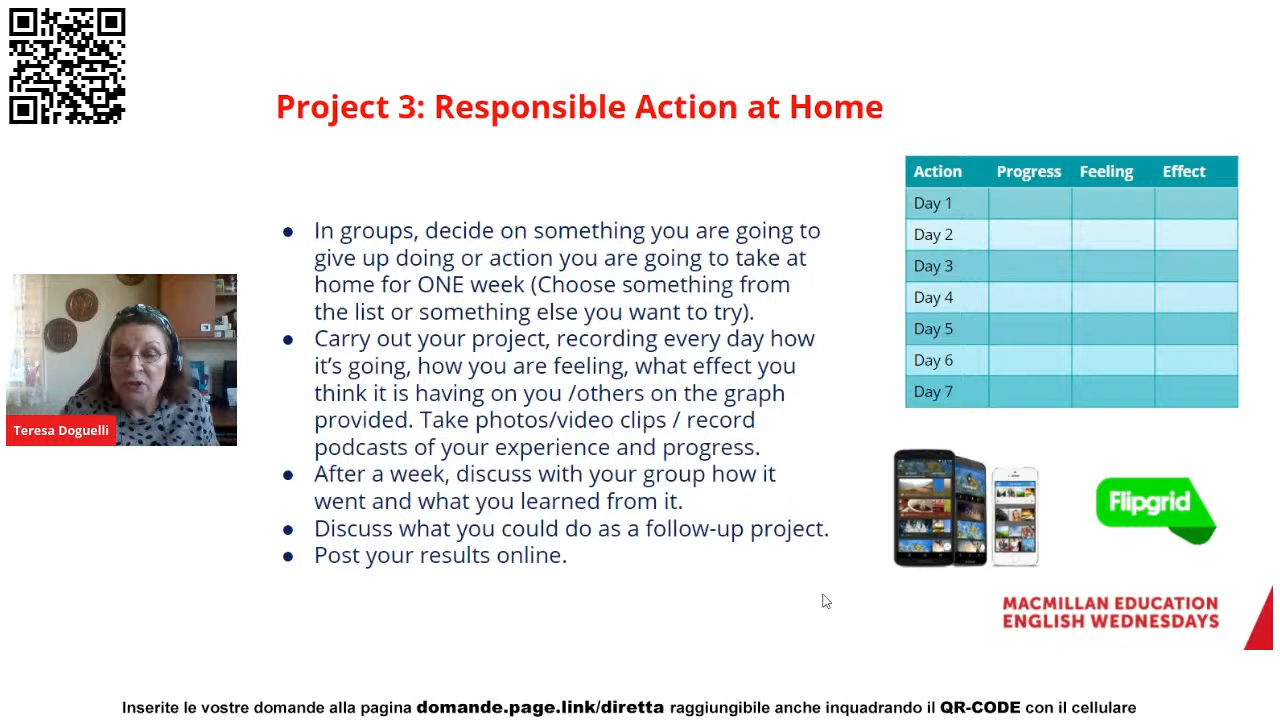 Project 3: Responsible Action at Home
In groups, decide on something you are going to
give up doing or action you are going to take at
home for ONE week (Choose something from
the list or something else you want to try).
Carry out your project, recording every day how
it's going, how you are feeling, what effect you
think it is having on you /others on the graph
provided. Take photos/video clips / record
podcasts of your experience and progress.
After a week, discuss with your group how it
went and what you learned from it.
Discuss what you could do as a follow-up project.
Post your results online.
Action Progress Feeling Effect
Day 1
Day 2
Day 3
Day 4
Day 5
Day 6
Day 7
Teresa Doguelli
Flipgrid
MACMILLAN EDUCATION
ENGLISH WEDNESDAYS
Inserite le vostre domande alla pagina domande.page.link/diretta raggiungibile anche inquadrando il QR-CODE con il cellulare